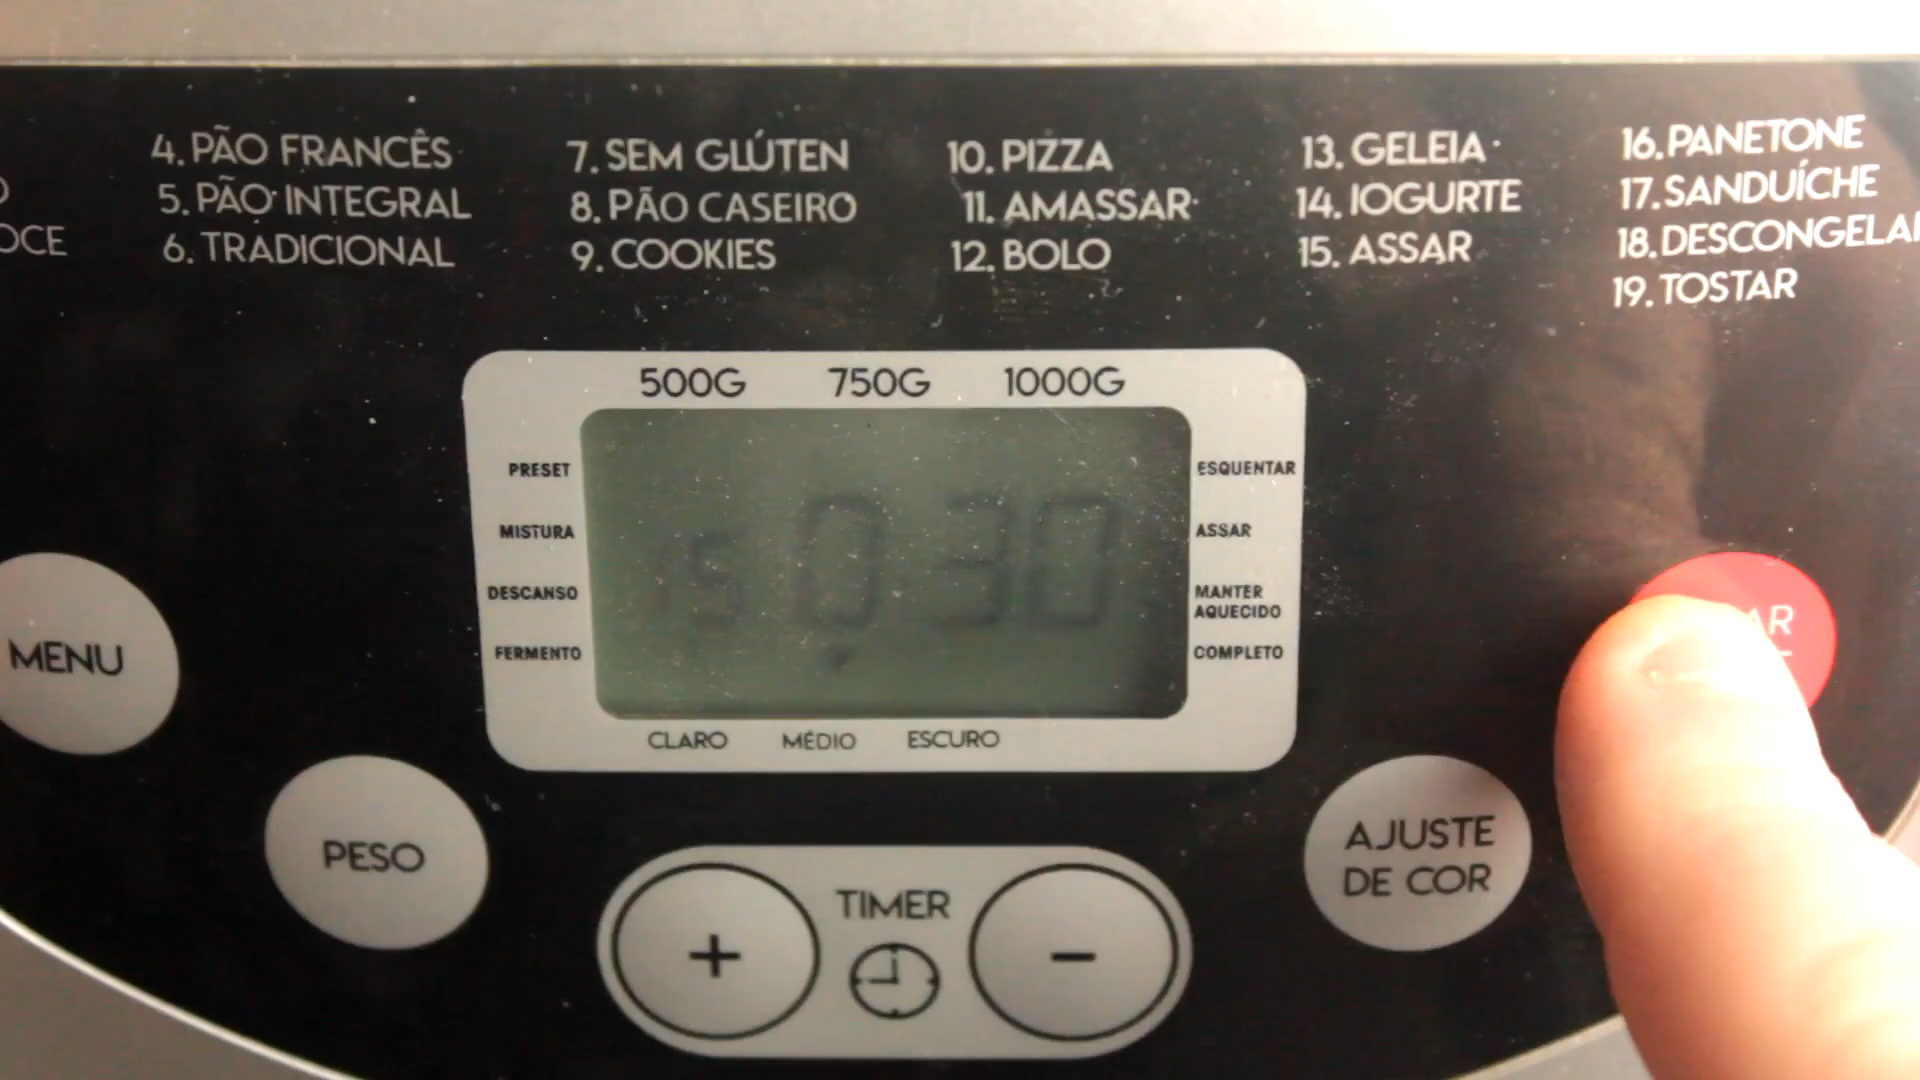 OCE
4. PÃO FRANCÊS
5. PÃO INTEGRAL
6. TRADICIONAL
7. SEM GLÚTEN
8. PÃO CASEIRO
9. COOKIES
10. PIZZA
11. AMASSAR
12. BOLO
13. GELEIA
14. IOGURTE
15. ASSAR
16. PANETONE
17. SANDUÍCHE
18. DESCONGELA
19. TOSTAR
500G 750G 1000G
PRESET
MISTURA
DESCANSO
FERMENTO
15 0:30
ESQUENTAR
ASSAR
MANTER
AQUECIDO
COMPLETO
CLARO MÉDIO ESCURO
MENU
PESO
+ TIMER −
AJUSTE
DE COR
AR